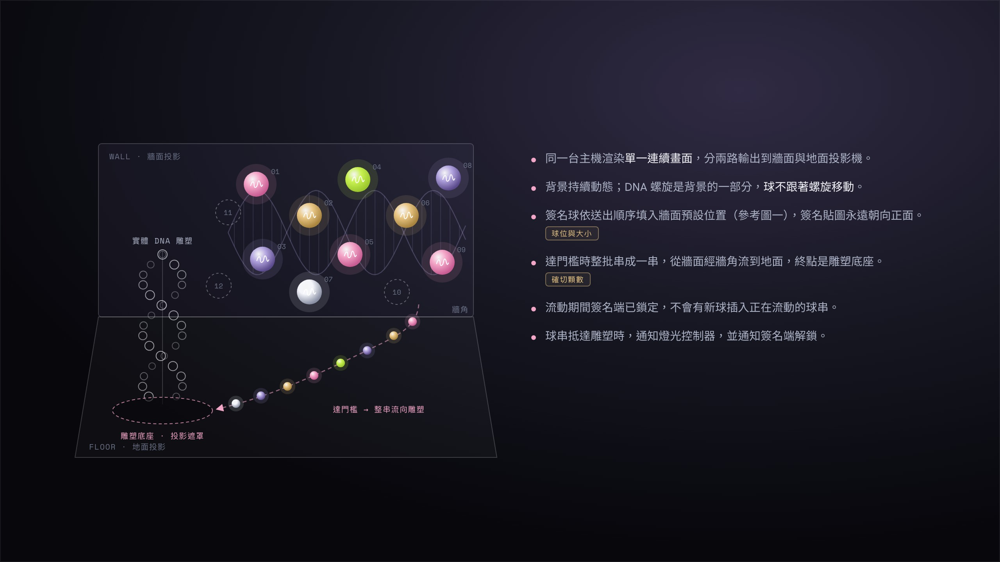 WALL · 牆面投影
01
04
08
02
06
11
03
05
09
實體 DNA 雕塑
12
07
10
牆角
達門檻 → 整串流向雕塑
雕塑底座 · 投影遮罩
FLOOR · 地面投影
同一台主機渲染單一連續畫面，分兩路輸出到牆面與地面投影機。
背景持續動態；DNA 螺旋是背景的一部分，球不跟著螺旋移動。
簽名球依送出順序填入牆面預設位置（參考圖一），簽名貼圖永遠朝向正面。
球位與大小
達門檻時整批串成一串，從牆面經牆角流到地面，終點是雕塑底座。
確切顆數
流動期間簽名端已鎖定，不會有新球插入正在流動的球串。
球串抵達雕塑時，通知燈光控制器，並通知簽名端解鎖。